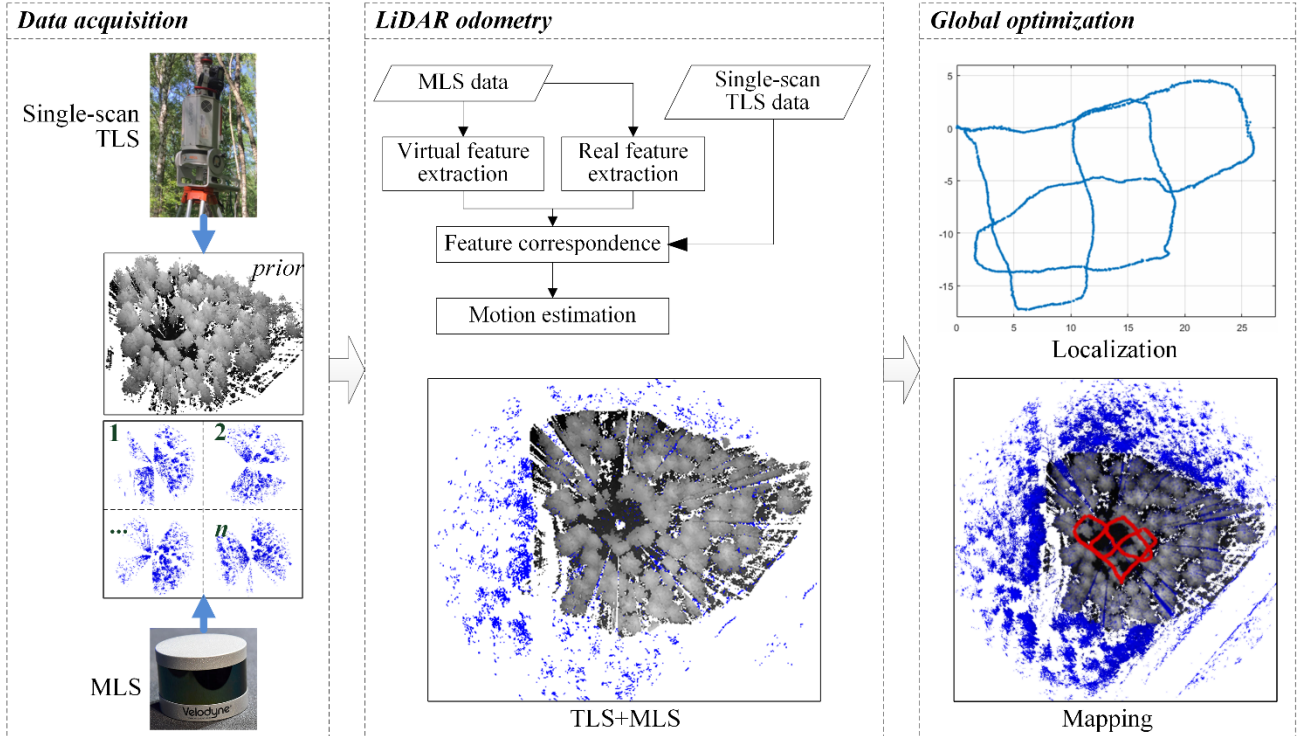 Data acquisition
Single-scan
TLS
prior
1
2
...
n
MLS
Velodyne
LiDAR odometry
MLS data
Single-scan
TLS data
Virtual feature
extraction
Real feature
extraction
Feature correspondence
Motion estimation
TLS+MLS
Global optimization
5
0
-5
-10
-15
0
5
10
15
20
25
Localization
Mapping